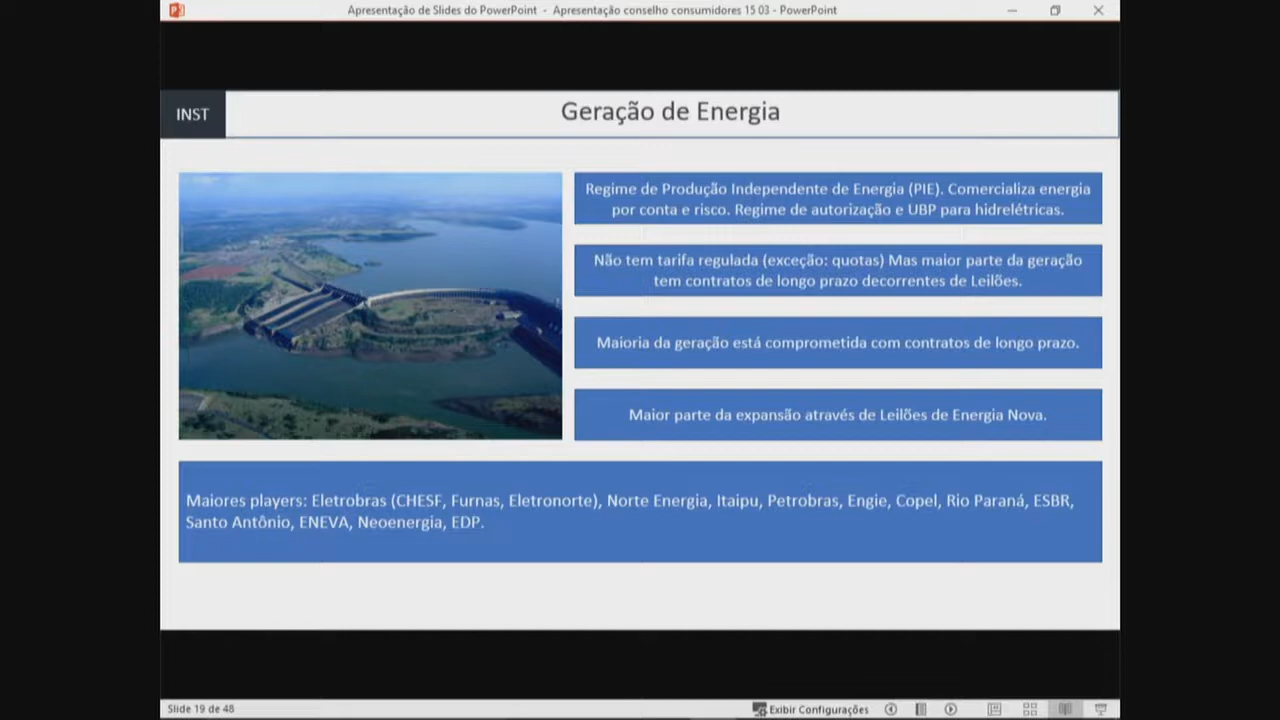 Apresentação de Slides do PowerPoint - Apresentação conselho consumidores 15 03 - PowerPoint
INST
Geração de Energia
Regime de Produção Independente de Energia (PIE). Comercializa energia
por conta e risco. Regime de autorização e UBP para hidrelétricas.
Não tem tarifa regulada (exceção: quotas) Mas maior parte da geração
tem contratos de longo prazo decorrentes de Leilões.
Maioria da geração está comprometida com contratos de longo prazo.
Maior parte da expansão através de Leilões de Energia Nova.
Maiores players: Eletrobras (CHESF, Furnas, Eletronorte), Norte Energia, Itaipu, Petrobras, Engie, Copel, Rio Paraná, ESBR,
Santo Antônio, ENEVA, Neoenergia, EDP.
Slide 19 de 48
Exibir Configurações